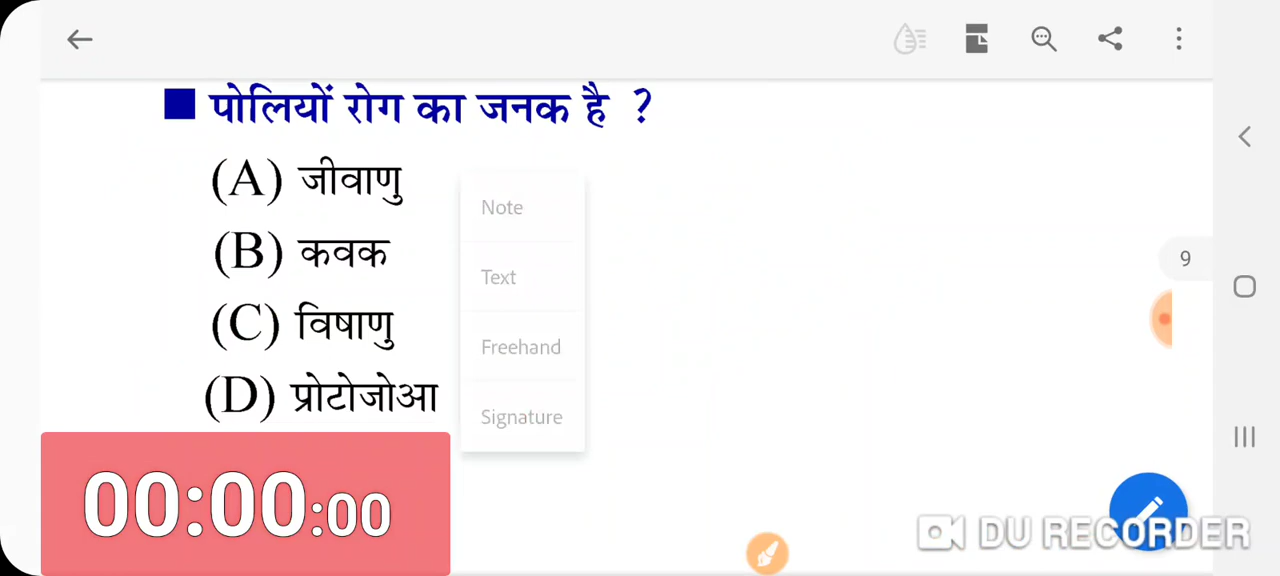 ■ पोलियों रोग का जनक है ?
(A) जीवाणु
(B) कवक
(C) विषाणु
(D) प्रोटोजोआ
Note
Text
Freehand
Signature
9
00:00:00
DU RECORDER